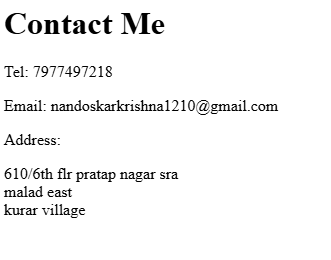 Contact Me
Tel: 7977497218
Email: nandoskarkrishna1210@gmail.com
Address:
610/6th flr pratap nagar sra
malad east
kurar village